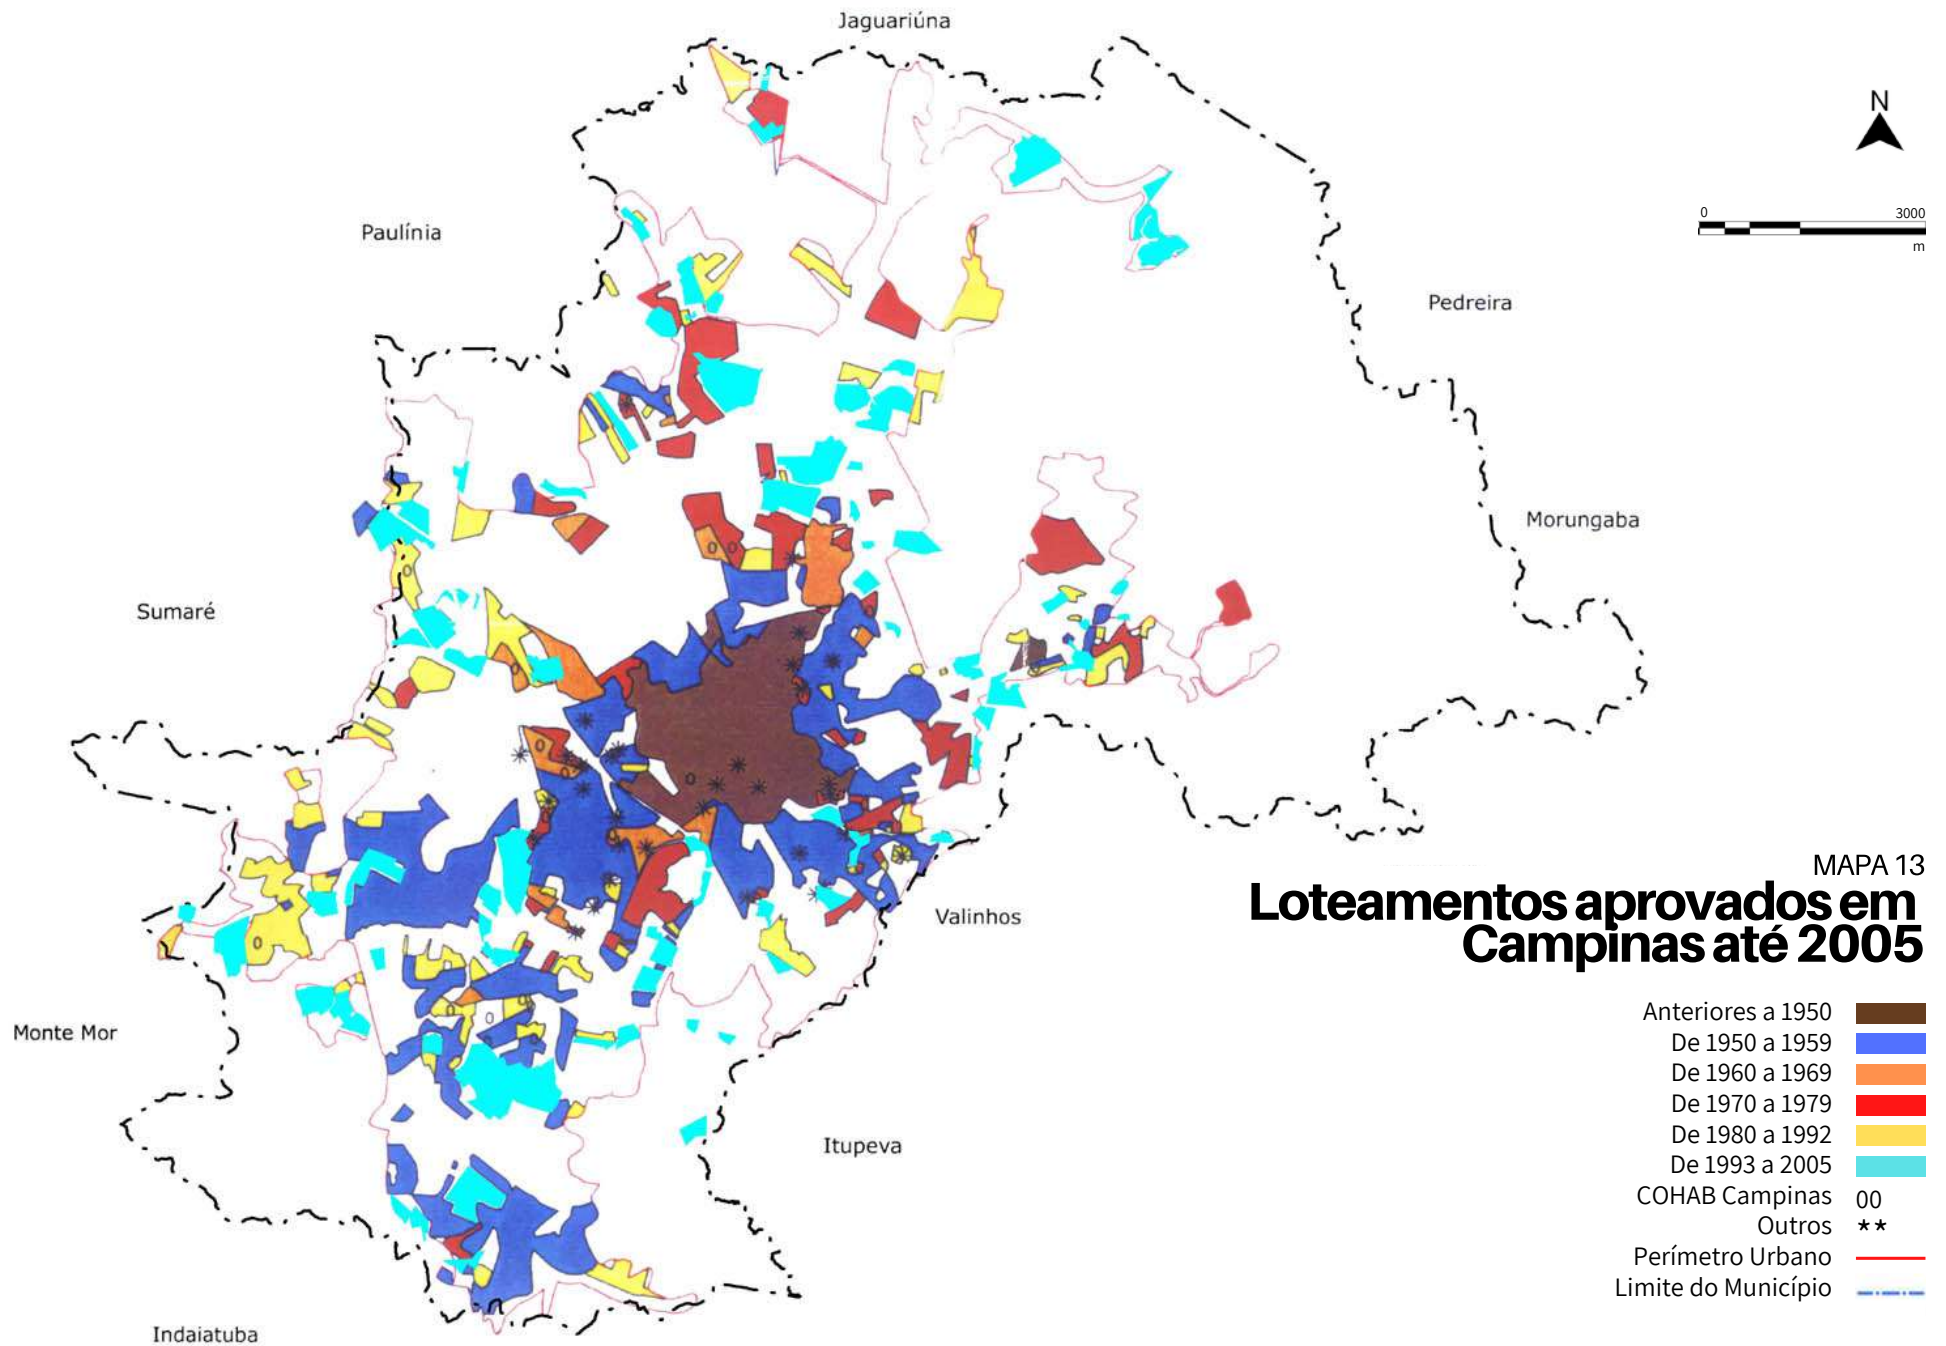 Jaguariúna
N
Paulínia
0 3000
m
Pedreira
Morungaba
Sumaré
MAPA 13
Loteamentos aprovados em
Campinas até 2005
Valinhos
Monte Mor
Itupeva
Indaiatuba
Anteriores a 1950
De 1950 a 1959
De 1960 a 1969
De 1970 a 1979
De 1980 a 1992
De 1993 a 2005
COHAB Campinas 00
Outros **
Perímetro Urbano
Limite do Município